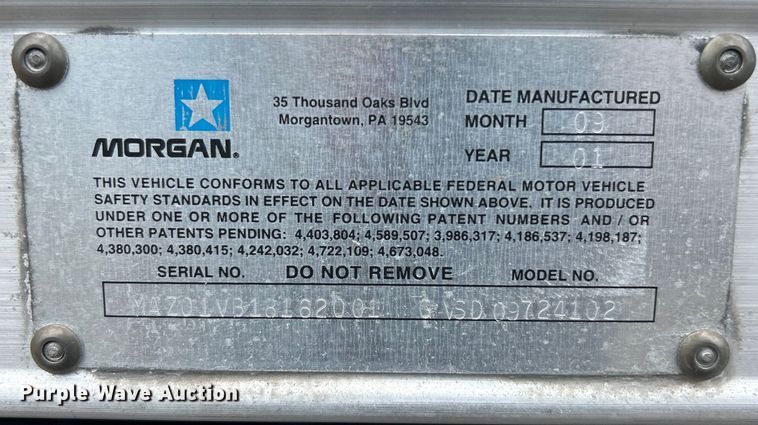 MORGAN®
35 Thousand Oaks Blvd
Morgantown, PA 19543
DATE MANUFACTURED
MONTH 03
YEAR 01
THIS VEHICLE CONFORMS TO ALL APPLICABLE FEDERAL MOTOR VEHICLE
SAFETY STANDARDS IN EFFECT ON THE DATE SHOWN ABOVE. IT IS PRODUCED
UNDER ONE OR MORE OF THE FOLLOWING PATENT NUMBERS AND / OR
OTHER PATENTS PENDING: 4,403,804; 4,589,507; 3,986,317; 4,186,537; 4,198,187;
4,380,300; 4,380,415; 4,242,032; 4,722,109; 4,673,048.
SERIAL NO. DO NOT REMOVE MODEL NO.
Purple Wave Auction